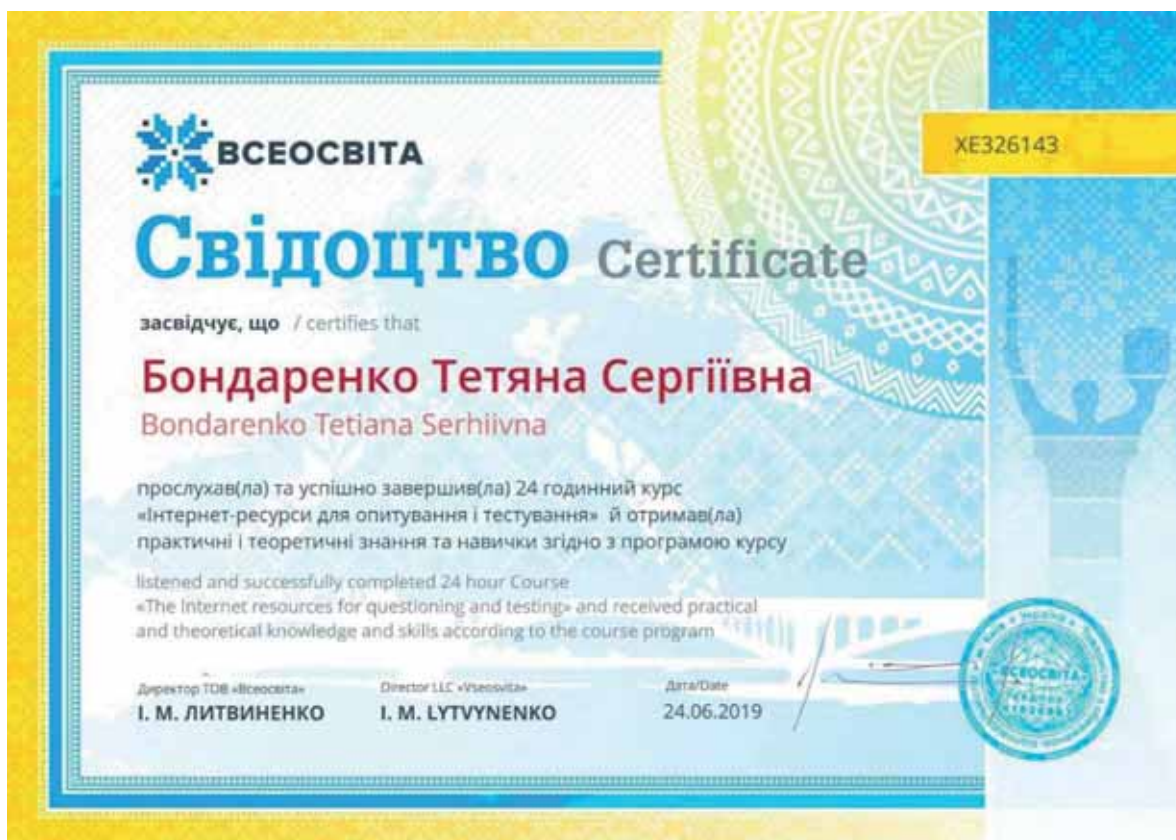 ВСЕОСВІТА
ХЕ326143
Свідоцтво Certificate
засвідчує, що / certifies that
Бондаренко Тетяна Сергіївна
Bondarenko Tetiana Serhiivna
прослухав(ла) та успішно завершив(ла) 24 годинний курс
«Інтернет-ресурси для опитування і тестування» й отримав(ла)
практичні і теоретичні знання та навички згідно з програмою курсу
listened and successfully completed 24 hour Course
«The Internet resources for questioning and testing» and received practical
and theoretical knowledge and skills according to the course program
Директор ТОВ «Всеосвіта» Director LLC «Vseosvita» Дата/Date
І. М. ЛИТВИНЕНКО I. M. LYTVYNENKO 24.06.2019
ВСЕОСВІТА